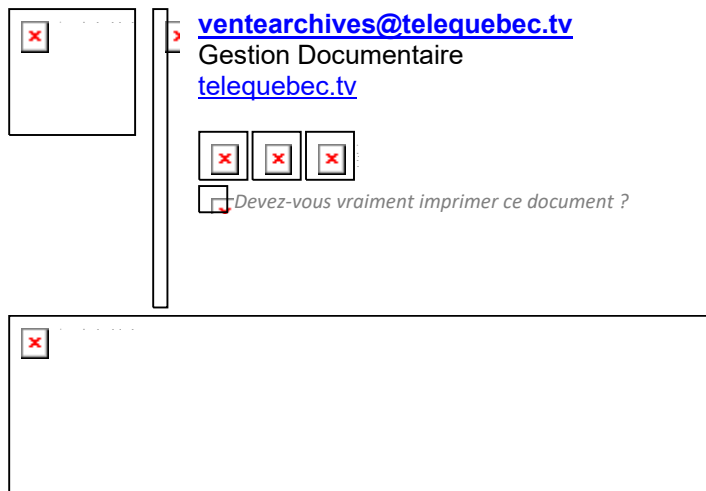 ventearchives@telequebec.tv
Gestion Documentaire
telequebec.tv
Devez-vous vraiment imprimer ce document ?